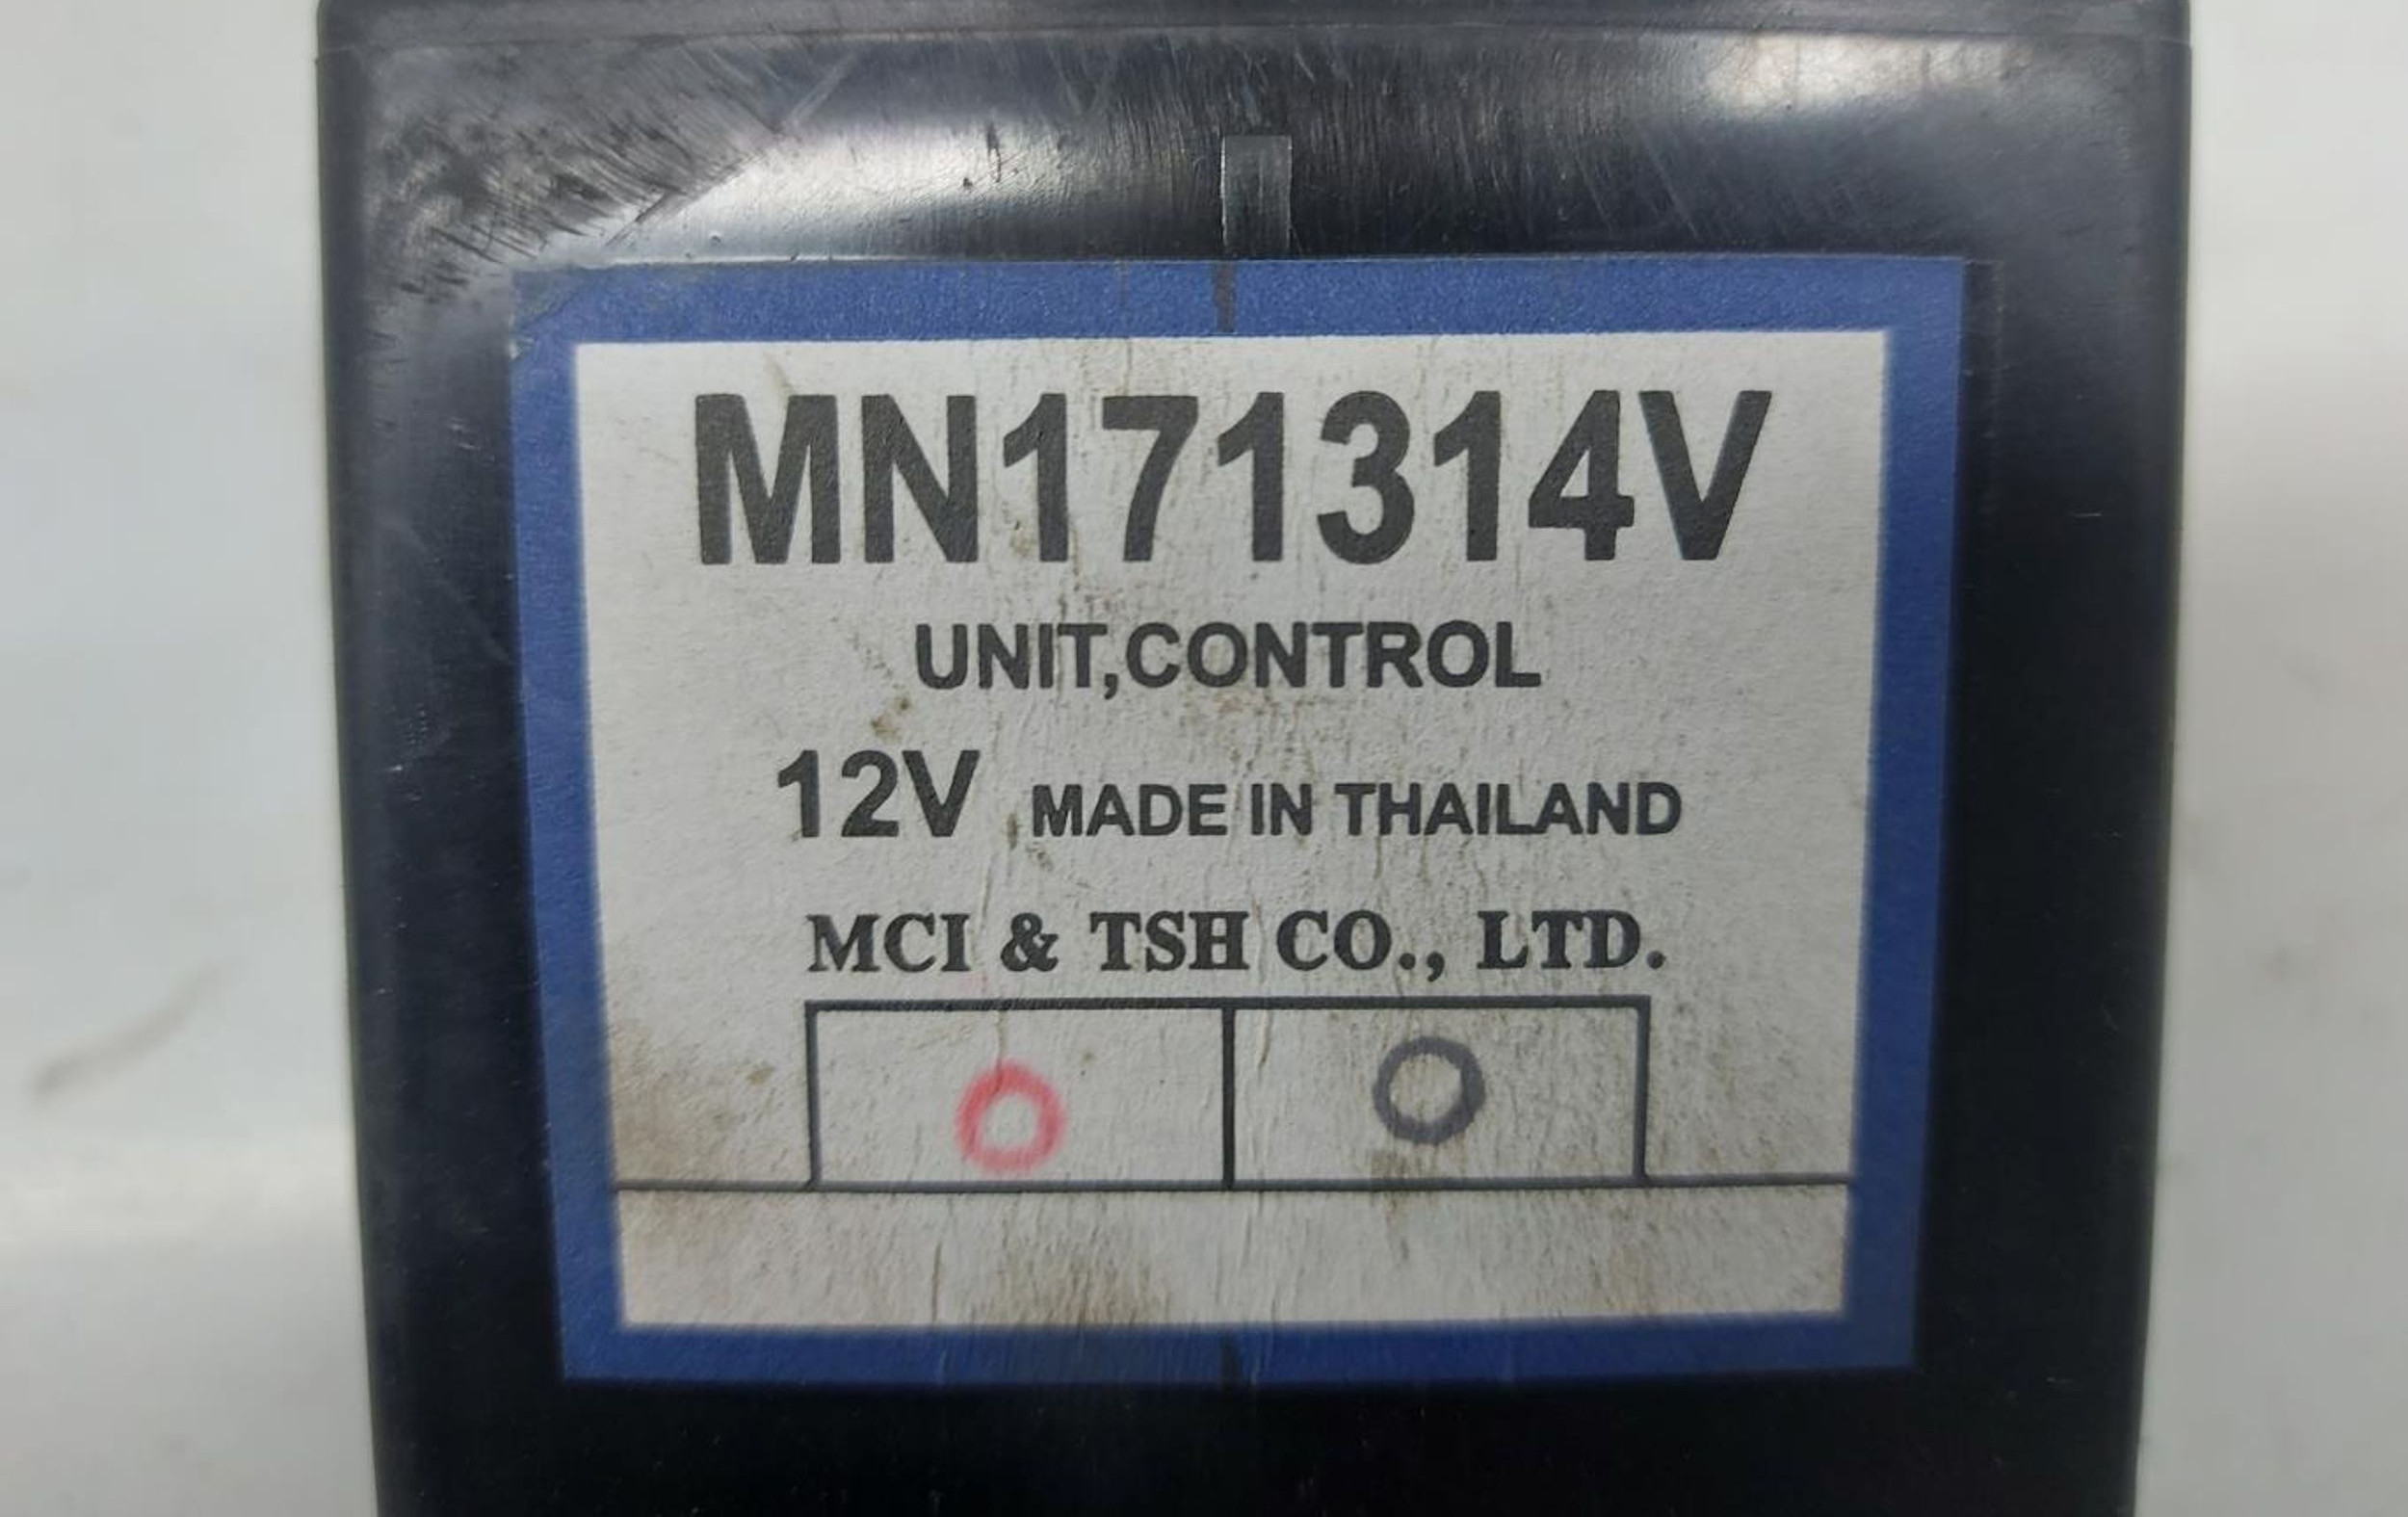 MN171314V
UNIT,CONTROL
12V MADE IN THAILAND
MCI & TSH CO., LTD.